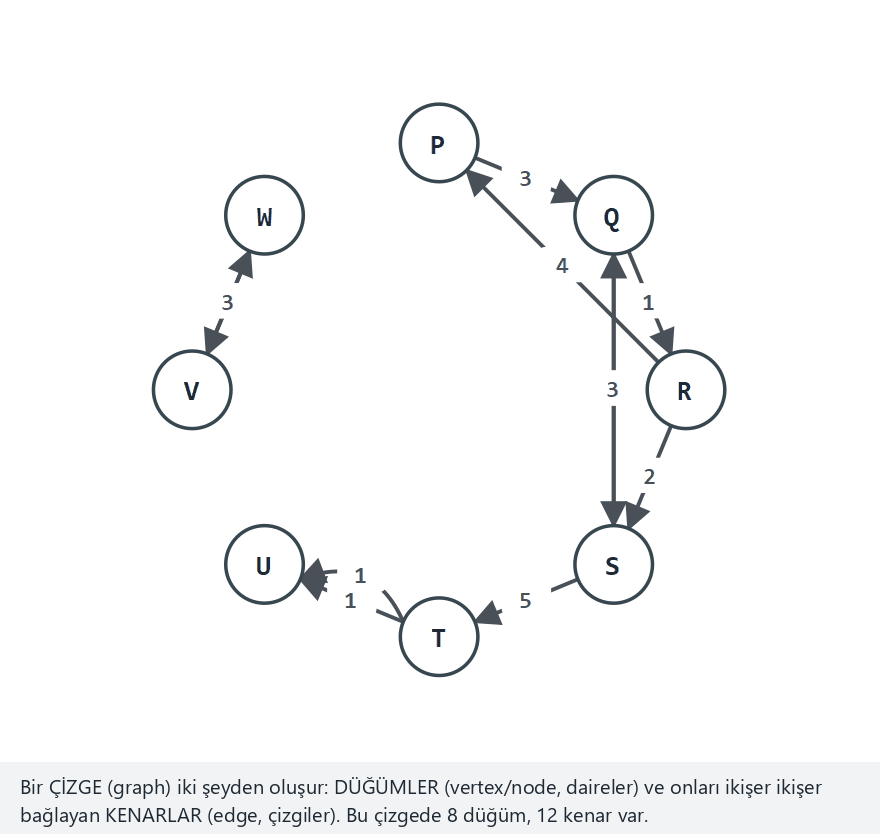 P
3
Q
W
4
3
1
V
3
R
2
U
1
1
5
S
T
Bir ÇİZGE (graph) iki şeyden oluşur: DÜĞÜMLER (vertex/node, daireler) ve onları ikişer ikişer
bağlayan KENARLAR (edge, çizgiler). Bu çizgede 8 düğüm, 12 kenar var.